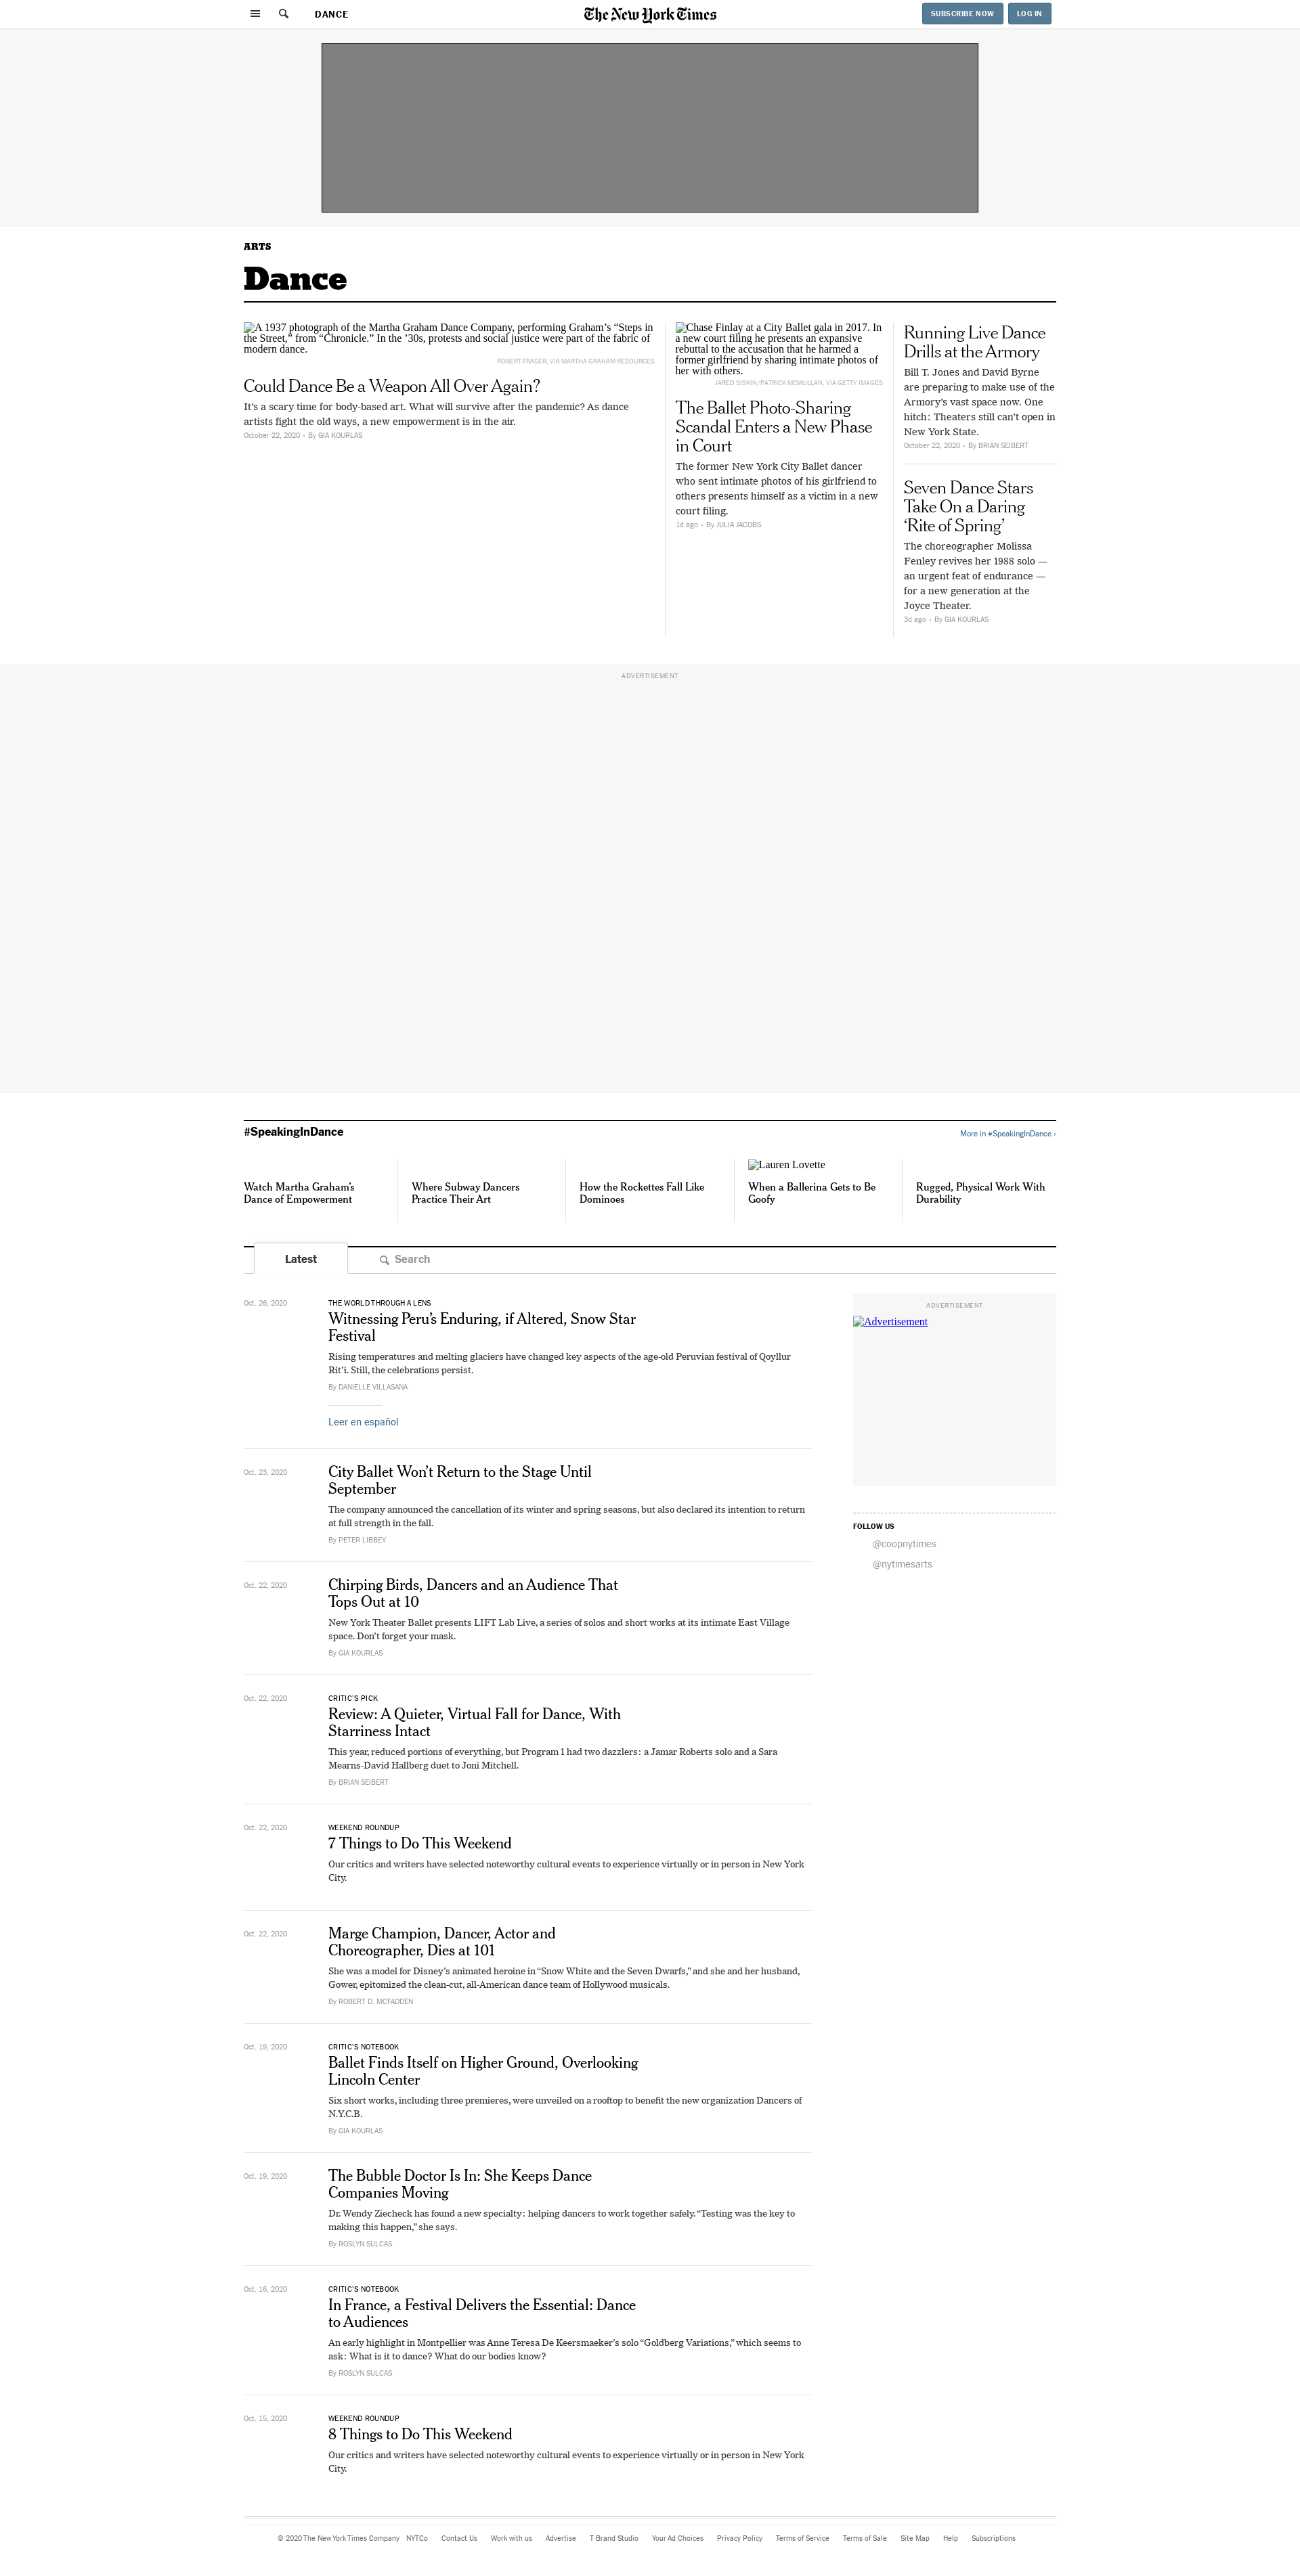 DANCE
The New York Times
SUBSCRIBE NOW
LOG IN
ARTS
Dance
A 1937 photograph of the Martha Graham Dance Company, performing Graham’s “Steps in
the Street,” from “Chronicle.” In the ’30s, protests and social justice were part of the fabric of
modern dance.
ROBERT FRASER, VIA MARTHA GRAHAM RESOURCES
Could Dance Be a Weapon All Over Again?
It’s a scary time for body-based art. What will survive after the pandemic? As dance
artists fight the old ways, a new empowerment is in the air.
October 22, 2020 • By GIA KOURLAS
Chase Finlay at a City Ballet gala in 2017. In
a new court filing he presents an expansive
rebuttal to the accusation that he harmed a
former girlfriend by sharing intimate photos of
her with others.
JARED SISKIN/PATRICK MCMULLAN, VIA GETTY IMAGES
The Ballet Photo-Sharing
Scandal Enters a New Phase
in Court
The former New York City Ballet dancer
who sent intimate photos of his girlfriend to
others presents himself as a victim in a new
court filing.
1d ago • By JULIA JACOBS
Running Live Dance
Drills at the Armory
Bill T. Jones and David Byrne
are preparing to make use of the
Armory’s vast space now. One
hitch: Theaters still can’t open in
New York State.
October 22, 2020 • By BRIAN SEIBERT
Seven Dance Stars
Take On a Daring
‘Rite of Spring’
The choreographer Molissa
Fenley revives her 1988 solo —
an urgent feat of endurance —
for a new generation at the
Joyce Theater.
3d ago • By GIA KOURLAS
ADVERTISEMENT
#SpeakingInDance
More in #SpeakingInDance ›
Watch Martha Graham’s
Dance of Empowerment
Where Subway Dancers
Practice Their Art
How the Rockettes Fall Like
Dominoes
Lauren Lovette
When a Ballerina Gets to Be
Goofy
Rugged, Physical Work With
Durability
Latest
Search
Oct. 26, 2020
THE WORLD THROUGH A LENS
Witnessing Peru’s Enduring, if Altered, Snow Star
Festival
Rising temperatures and melting glaciers have changed key aspects of the age-old Peruvian festival of Qoyllur
Rit’i. Still, the celebrations persist.
By DANIELLE VILLASANA
Leer en español
ADVERTISEMENT
Advertisement
FOLLOW US
@coopnytimes
@nytimesarts
Oct. 23, 2020
City Ballet Won’t Return to the Stage Until
September
The company announced the cancellation of its winter and spring seasons, but also declared its intention to return
at full strength in the fall.
By PETER LIBBEY
Oct. 22, 2020
Chirping Birds, Dancers and an Audience That
Tops Out at 10
New York Theater Ballet presents LIFT Lab Live, a series of solos and short works at its intimate East Village
space. Don’t forget your mask.
By GIA KOURLAS
Oct. 22, 2020
CRITIC’S PICK
Review: A Quieter, Virtual Fall for Dance, With
Starriness Intact
This year, reduced portions of everything, but Program 1 had two dazzlers: a Jamar Roberts solo and a Sara
Mearns-David Hallberg duet to Joni Mitchell.
By BRIAN SEIBERT
Oct. 22, 2020
WEEKEND ROUNDUP
7 Things to Do This Weekend
Our critics and writers have selected noteworthy cultural events to experience virtually or in person in New York
City.
Oct. 22, 2020
Marge Champion, Dancer, Actor and
Choreographer, Dies at 101
She was a model for Disney’s animated heroine in “Snow White and the Seven Dwarfs,” and she and her husband,
Gower, epitomized the clean-cut, all-American dance team of Hollywood musicals.
By ROBERT D. MCFADDEN
Oct. 19, 2020
CRITIC’S NOTEBOOK
Ballet Finds Itself on Higher Ground, Overlooking
Lincoln Center
Six short works, including three premieres, were unveiled on a rooftop to benefit the new organization Dancers of
N.Y.C.B.
By GIA KOURLAS
Oct. 19, 2020
The Bubble Doctor Is In: She Keeps Dance
Companies Moving
Dr. Wendy Ziecheck has found a new specialty: helping dancers to work together safely. “Testing was the key to
making this happen,” she says.
By ROSLYN SULCAS
Oct. 16, 2020
CRITIC’S NOTEBOOK
In France, a Festival Delivers the Essential: Dance
to Audiences
An early highlight in Montpellier was Anne Teresa De Keersmaeker’s solo “Goldberg Variations,” which seems to
ask: What is it to dance? What do our bodies know?
By ROSLYN SULCAS
Oct. 15, 2020
WEEKEND ROUNDUP
8 Things to Do This Weekend
Our critics and writers have selected noteworthy cultural events to experience virtually or in person in New York
City.
© 2020 The New York Times Company NYTCo Contact Us Work with us Advertise T Brand Studio Your Ad Choices Privacy Policy Terms of Service Terms of Sale Site Map Help Subscriptions